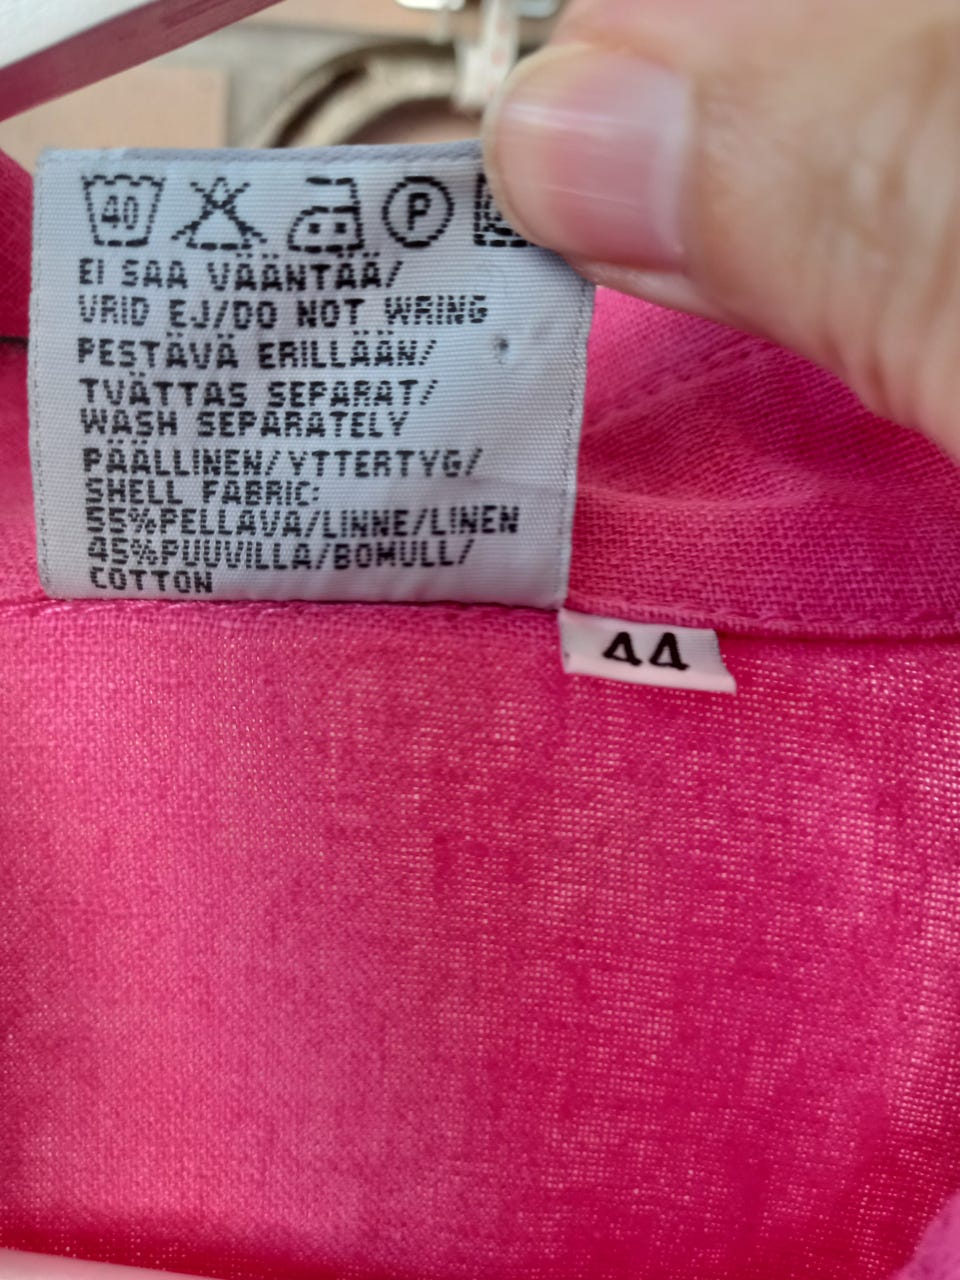 40 P
EI SAA VÄÄNTÄÄ/
VRID EJ/DO NOT WRING
PESTÄVÄ ERILLÄÄN/
TVÄTTAS SEPARAT/
WASH SEPARATELY
PÄÄLLINEN/YTTERTYG/
SHELL FABRIC:
55%PELLAVA/LINNE/LINEN
45%PUUVILLA/BOMULL/
COTTON
44